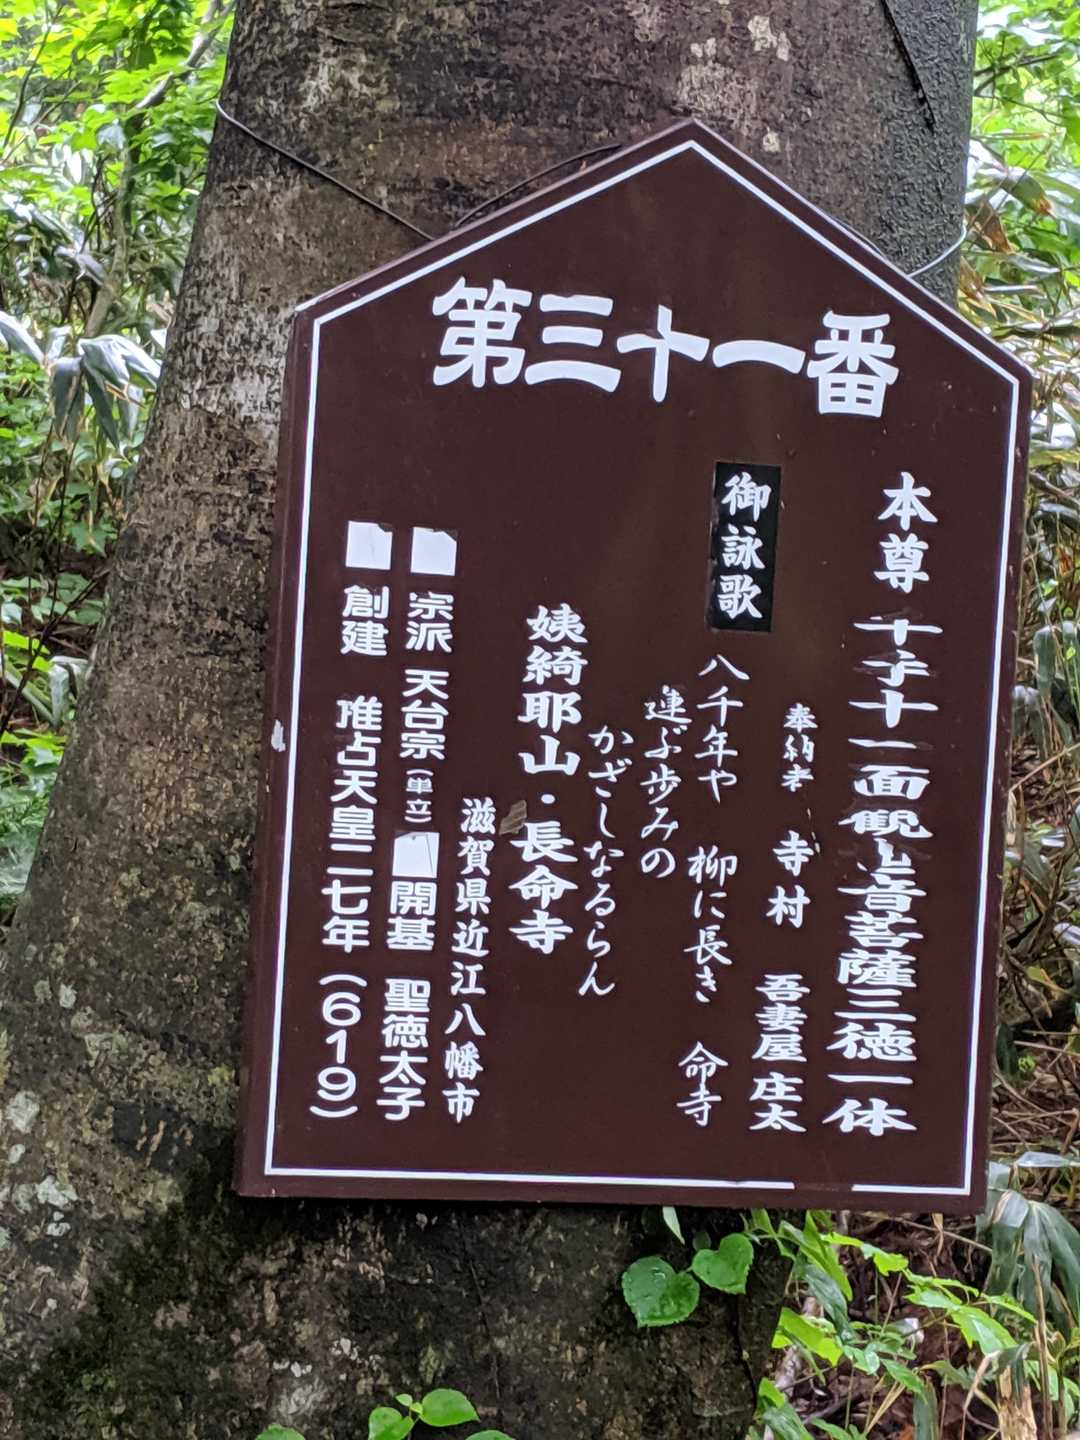 第三十一番
本尊 千手十一面観世音菩薩三徳一体
奉納者 寺村 吾妻屋 庄太
御詠歌 八千年や 柳に長き 命寺
運ぶ歩みの
かざしなるらん
姨綺耶山・長命寺
滋賀県近江八幡市
宗派 天台宗(単立) 開基 聖徳太子
創建 推古天皇二七年(619)